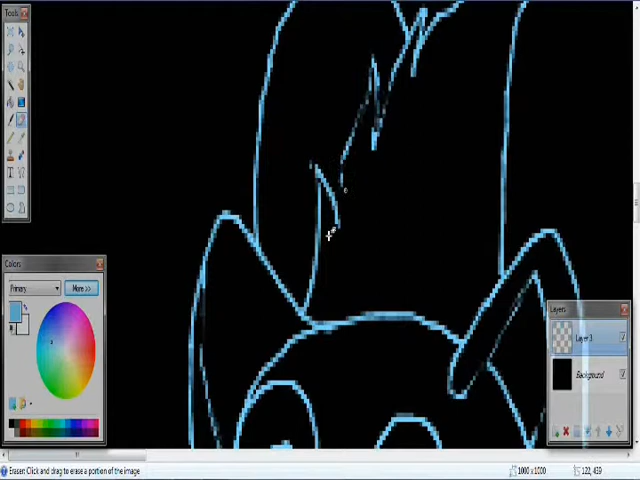 Tools
Colors
Primary
More >>
Layers
Layer 3
Background
Eraser: Click and drag to erase a portion of the image
1000 x 1000
122, 439